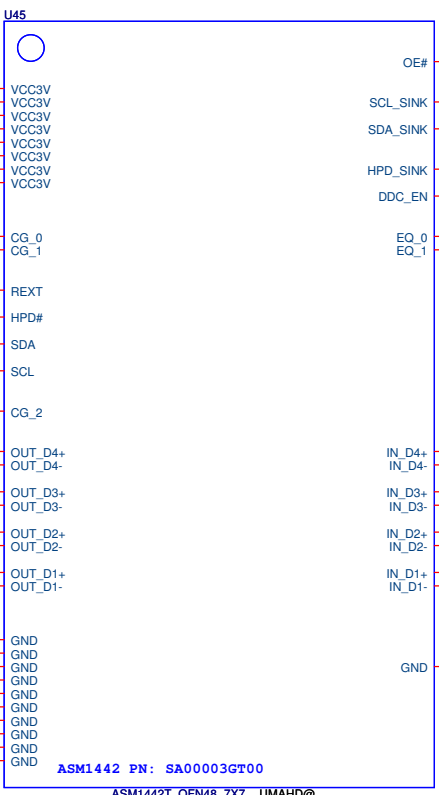 U45
OE#
VCC3V
VCC3V SCL_SINK
VCC3V
VCC3V SDA_SINK
VCC3V
VCC3V
VCC3V HPD_SINK
VCC3V
DDC_EN
CG_0 EQ_0
CG_1 EQ_1
REXT
HPD#
SDA
SCL
CG_2
OUT_D4+ IN_D4+
OUT_D4- IN_D4-
OUT_D3+ IN_D3+
OUT_D3- IN_D3-
OUT_D2+ IN_D2+
OUT_D2- IN_D2-
OUT_D1+ IN_D1+
OUT_D1- IN_D1-
GND
GND
GND GND
GND
GND
GND
GND
GND
GND
GND
ASM1442 PN: SA00003GT00
ASM1442T_QFN48_7X7 UMAHD@